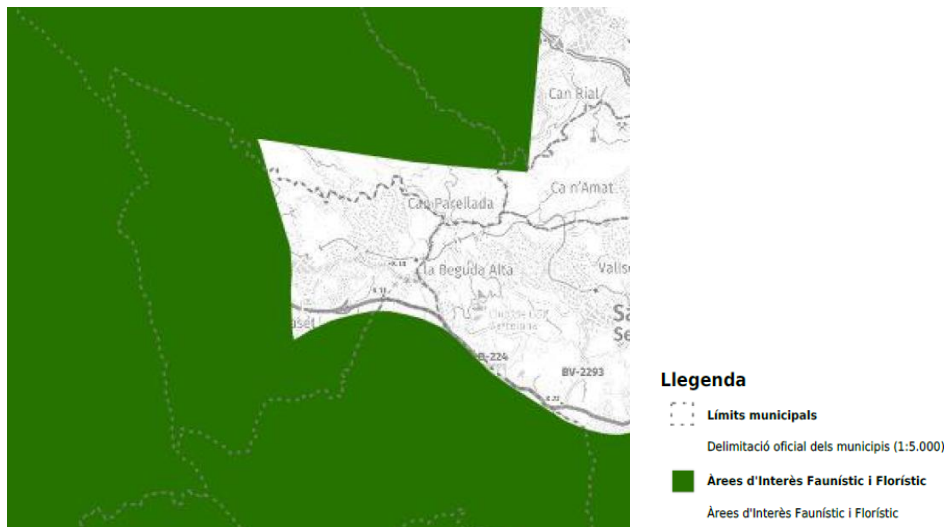 Can Rial
Ca n'Amat
Can Parellada
la Beguda Alta
BV-2293
Llegenda
Límits municipals
Delimitació oficial dels municipis (1:5.000)
Àrees d'Interès Faunístic i Florístic
Àrees d'Interès Faunístic i Florístic